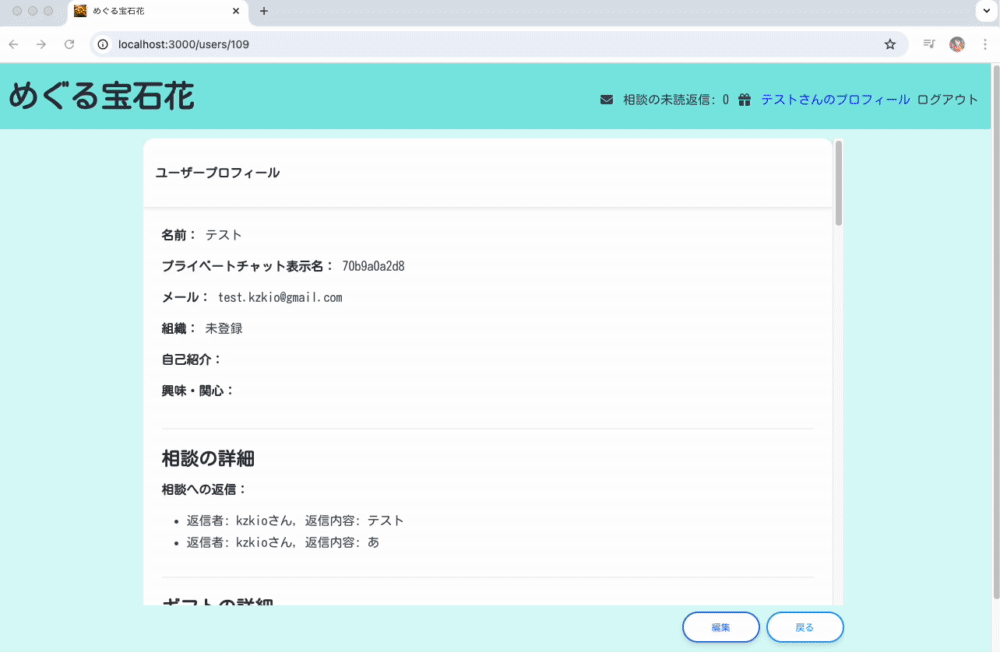 めぐる宝石花
localhost:3000/users/109
めぐる宝石花
相談の未読返信: 0 テストさんのプロフィール ログアウト
ユーザープロフィール
名前： テスト
プライベートチャット表示名： 70b9a0a2d8
メール： test.kzkio@gmail.com
組織： 未登録
自己紹介：
興味・関心：
相談の詳細
相談への返信：
• 返信者: kzkioさん, 返信内容: テスト
• 返信者: kzkioさん, 返信内容: あ
ギフトの詳細
編集 戻る